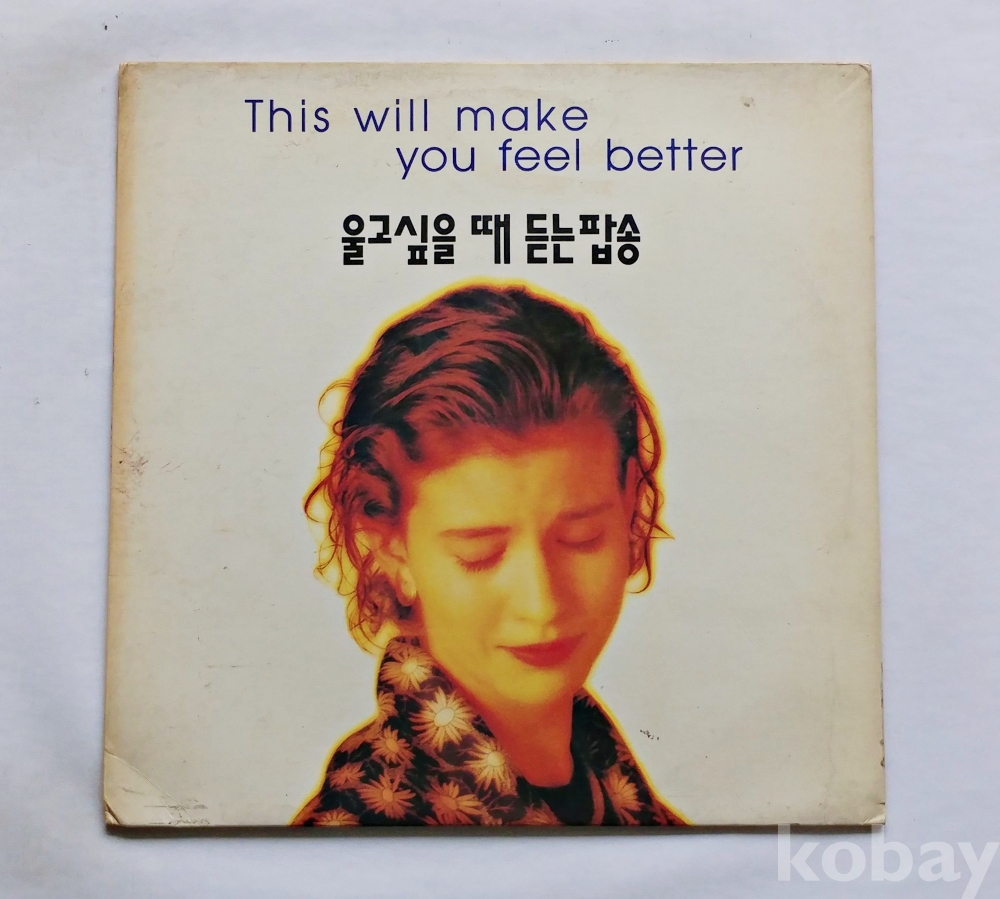 This will make
you feel better
울고싶을 때 듣는팝송
kobay